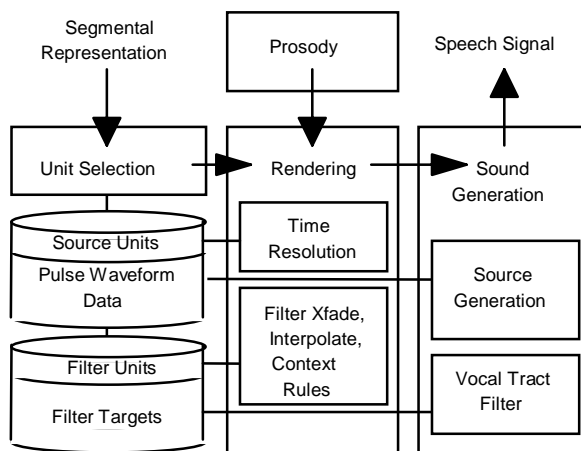 Segmental
Representation
Prosody
Speech Signal
Unit Selection
Rendering
Sound
Generation
Source Units
Pulse Waveform
Data
Time
Resolution
Source
Generation
Filter Units
Filter Targets
Filter Xfade,
Interpolate,
Context
Rules
Vocal Tract
Filter